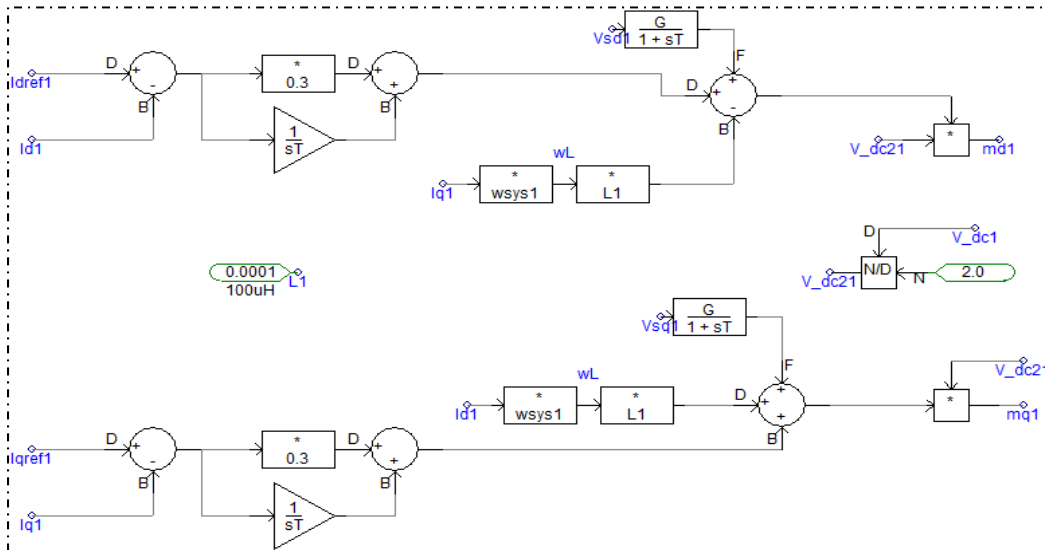 G
1 + sT
Vsd1
F
Idref1
D
+
-
B
*
0.3
D
+
+
B
D
+
+
-
B
Id1
1
sT
V_dc21
*
md1
wL
Iq1
*
wsys1
*
L1
V_dc1
D
N/D
V_dc21
N
2.0
0.0001
L1
100uH
G
1 + sT
Vsq1
F
wL
Id1
*
wsys1
*
L1
D
+
+
+
B
V_dc21
*
mq1
Iqref1
D
+
-
B
*
0.3
D
+
+
B
Iq1
1
sT